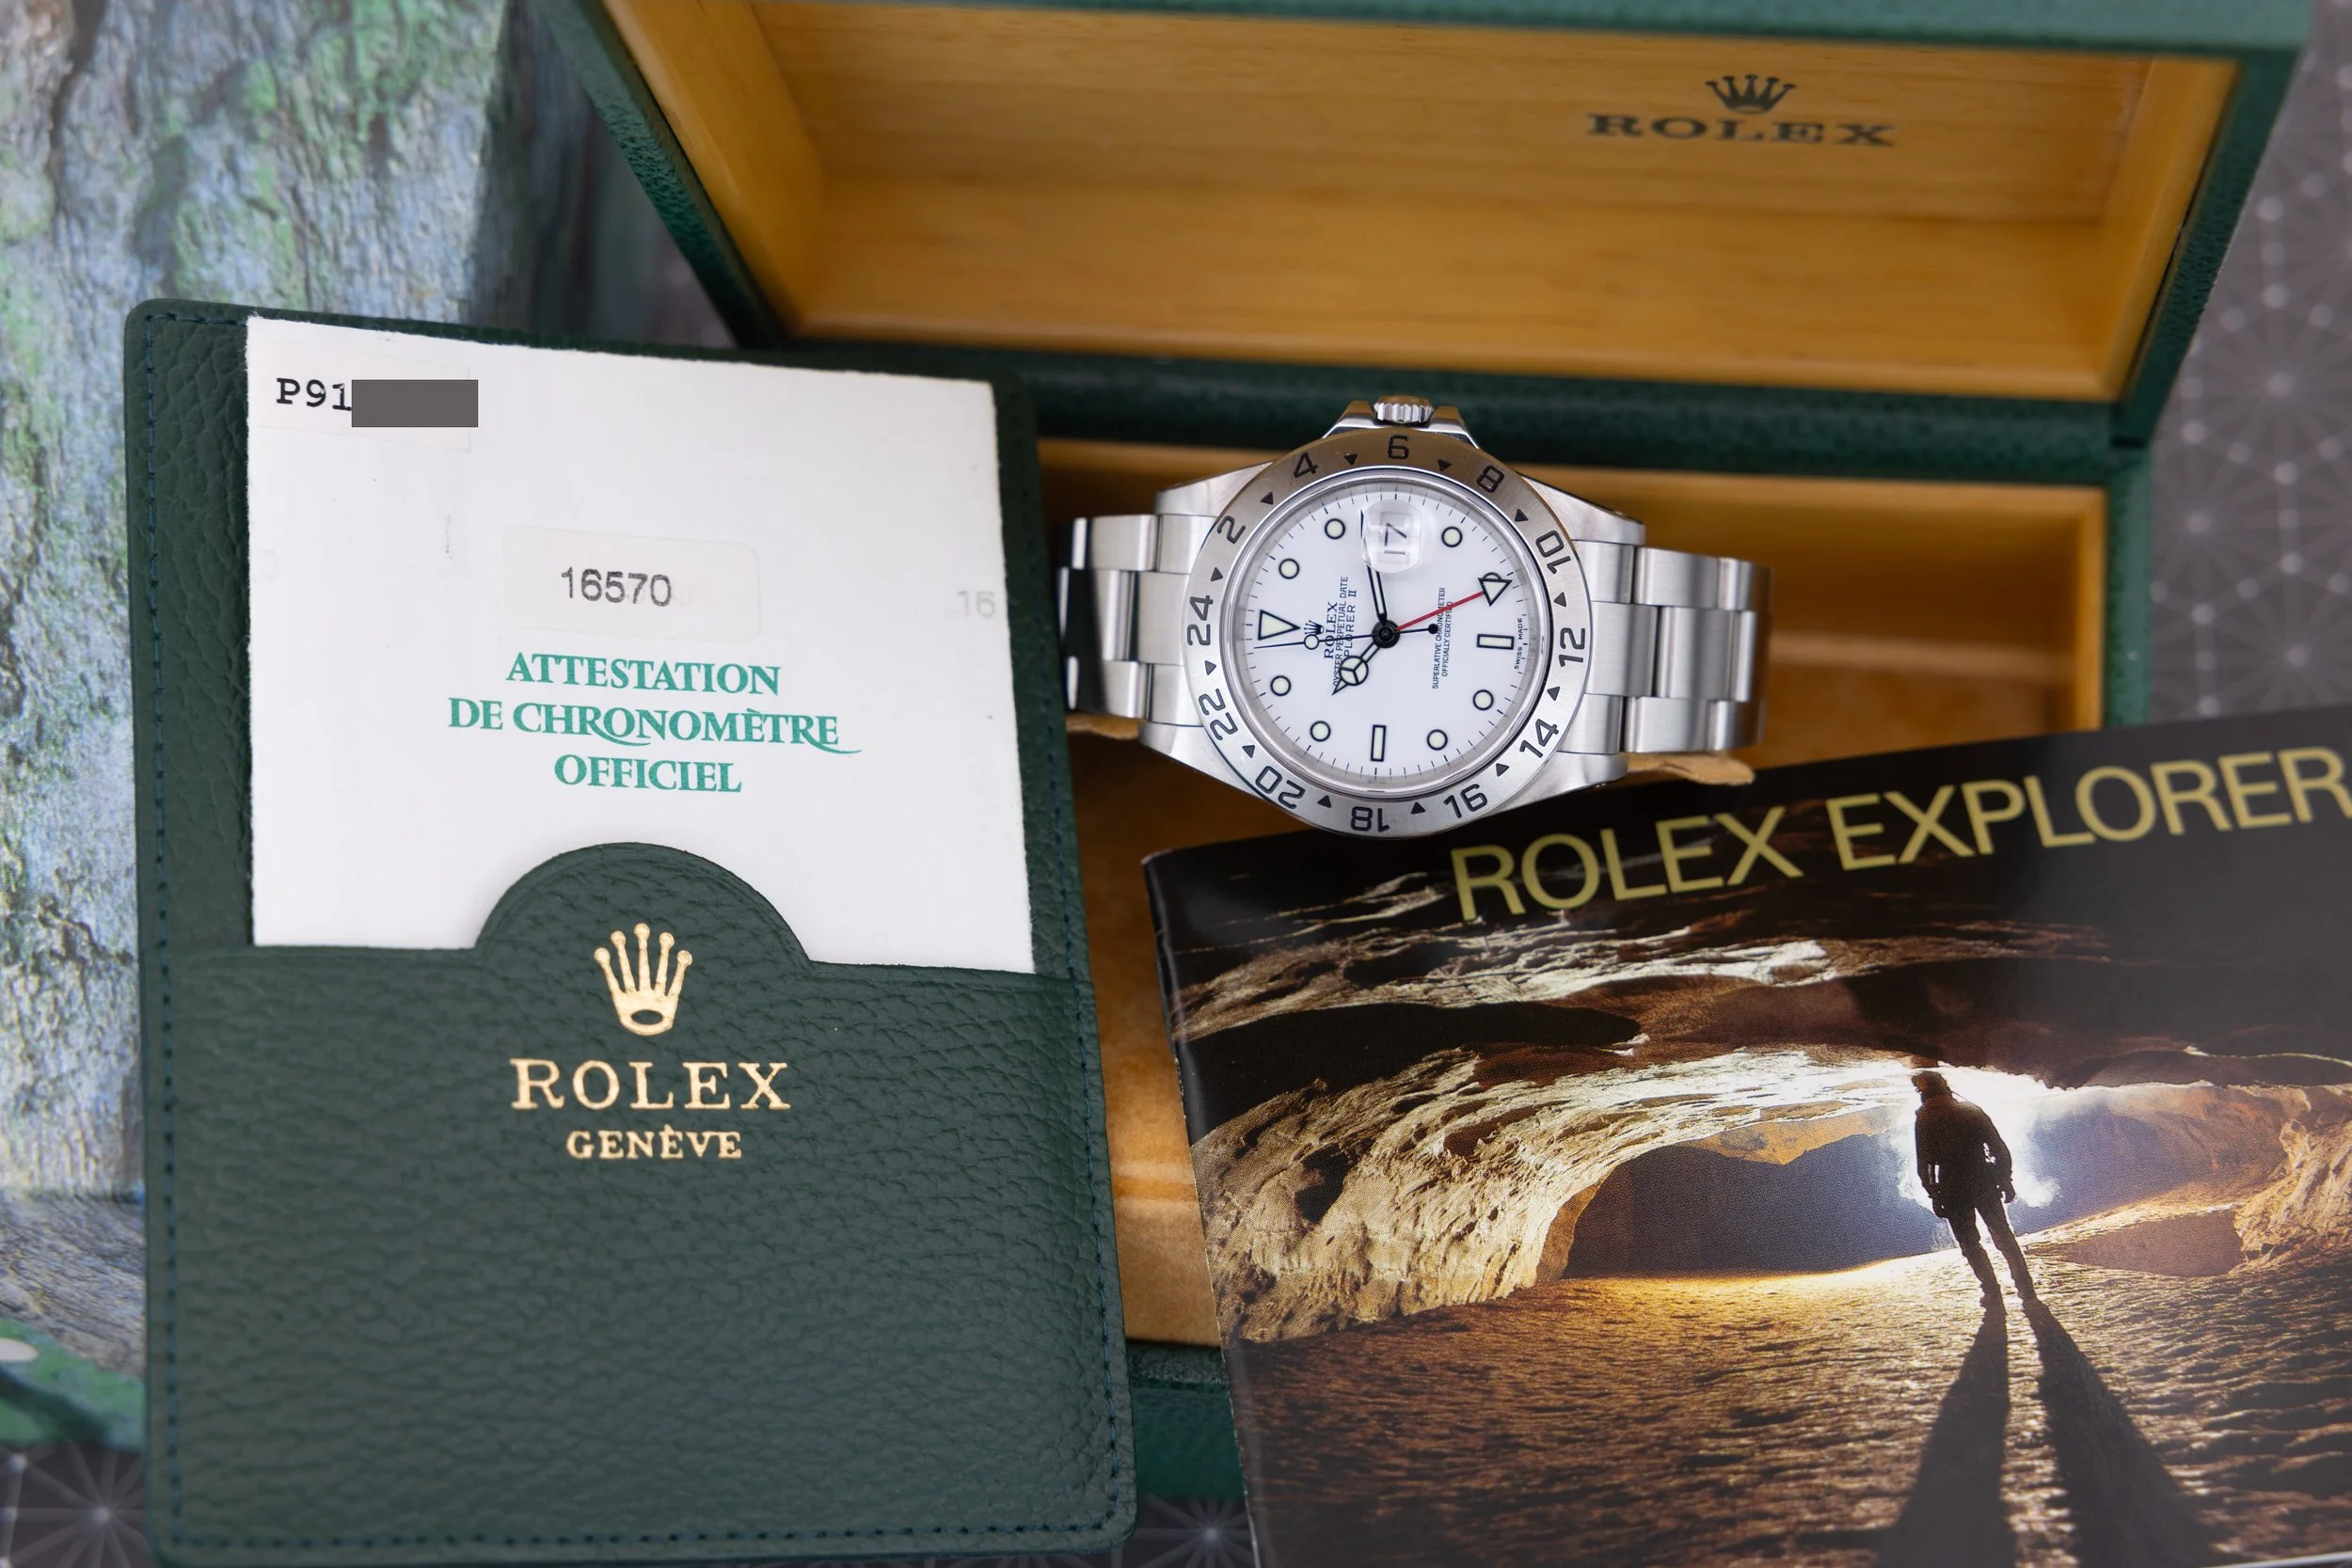 ROLEX
P91
16570
16
ATTESTATION
DE CHRONOMÈTRE
OFFICIEL
ROLEX
GENÈVE
2
4
6
8
10
12
14
16
18
20
22
24
17
ROLEX
OYSTER PERPETUAL DATE
EXPLORER II
SUPERLATIVE CHRONOMETER
OFFICIALLY CERTIFIED
SWISS MADE
ROLEX EXPLORER